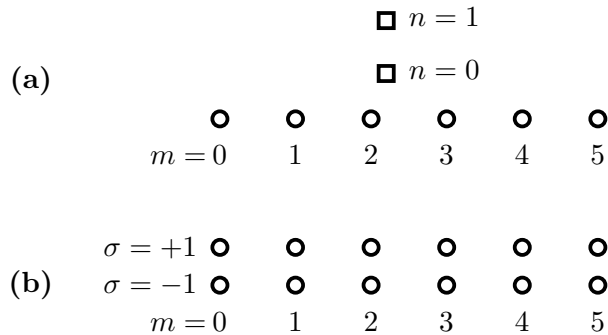 n = 1
n = 0
(a)
m = 0 1 2 3 4 5
σ = +1
(b)
σ = −1
m = 0 1 2 3 4 5